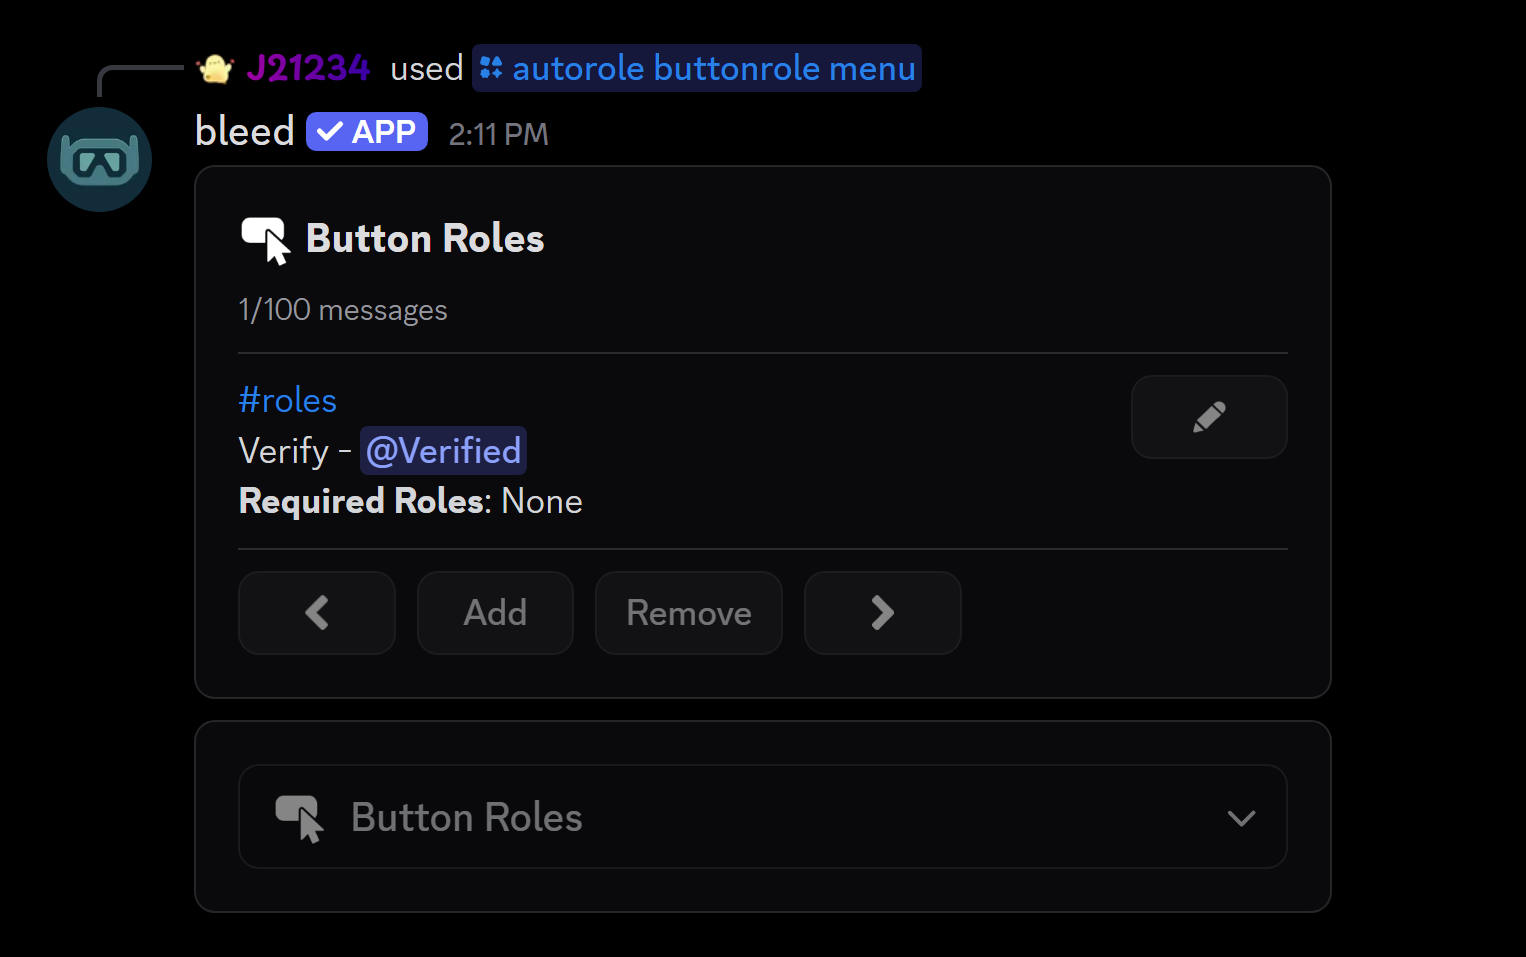 J21234 used autorole buttonrole menu
bleed APP 2:11 PM
Button Roles
1/100 messages
#roles
Verify - @Verified
Required Roles: None
Add Remove
Button Roles